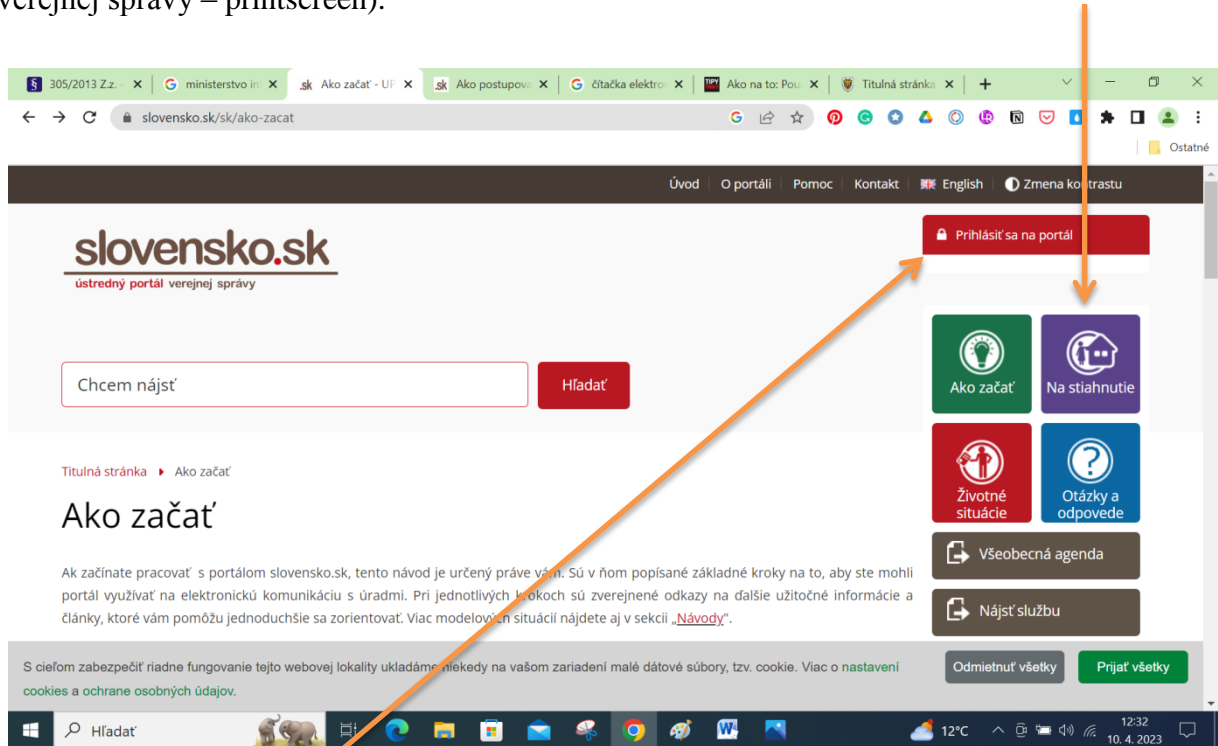 verejnej správy – printscreen).
305/2013 Z.z. -
ministerstvo in
.sk Ako začať - UP
.sk Ako postupova
čítačka elektro
TIPY Ako na to: Pou
Titulná stránka
slovensko.sk/sk/ako-zacat
Ostatné
Úvod O portáli Pomoc Kontakt English Zmena kontrastu
slovensko.sk
ústredný portál verejnej správy
Prihlásiť sa na portál
Chcem nájsť
Hľadať
Ako začať
Na stiahnutie
Životné
situácie
Otázky a
odpovede
Všeobecná agenda
Nájsť službu
Titulná stránka Ako začať
Ako začať
Ak začínate pracovať s portálom slovensko.sk, tento návod je určený práve vám. Sú v ňom popísané základné kroky na to, aby ste mohli
portál využívať na elektronickú komunikáciu s úradmi. Pri jednotlivých krokoch sú zverejnené odkazy na ďalšie užitočné informácie a
články, ktoré vám pomôžu jednoduchšie sa zorientovať. Viac modelových situácií nájdete aj v sekcii „Návody".
S cieľom zabezpečiť riadne fungovanie tejto webovej lokality ukladáme niekedy na vašom zariadení malé dátové súbory, tzv. cookie. Viac o nastavení
cookies a ochrane osobných údajov.
Odmietnuť všetky
Prijať všetky
Hľadať
12°C
12:32
10. 4. 2023